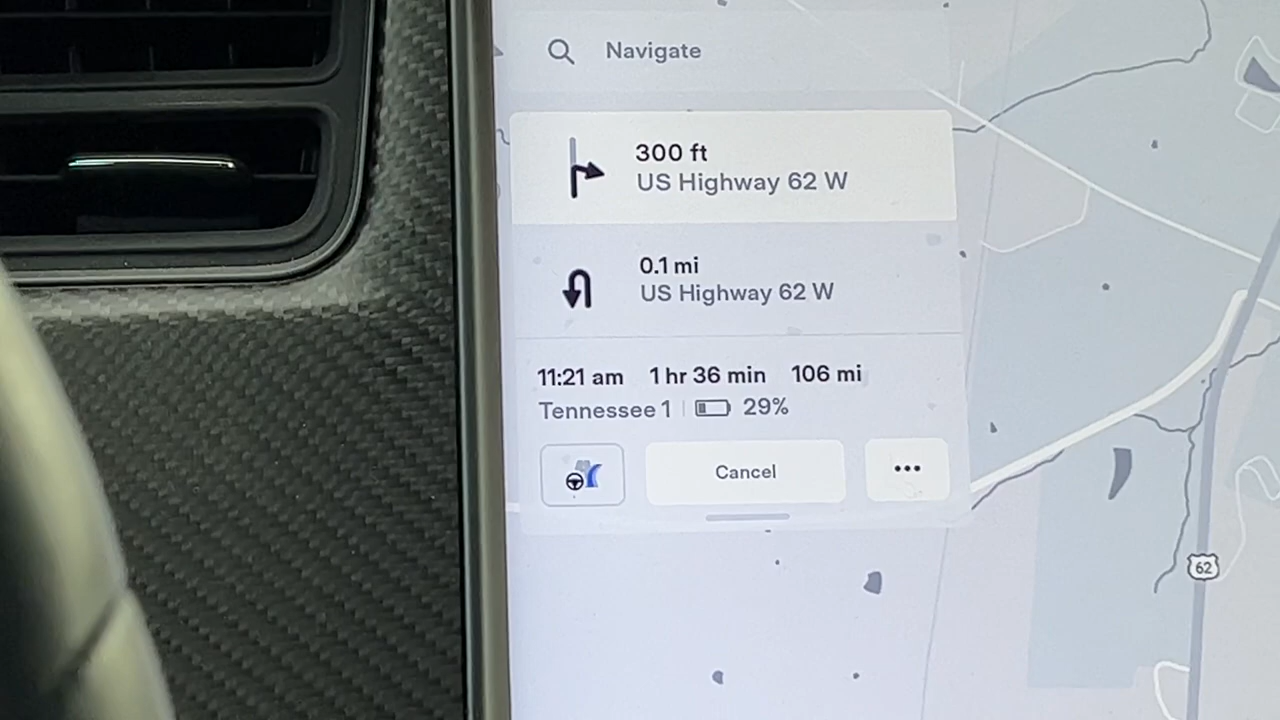 Navigate
300 ft
US Highway 62 W
0.1 mi
US Highway 62 W
11:21 am 1 hr 36 min 106 mi
Tennessee 1 29%
Cancel
62